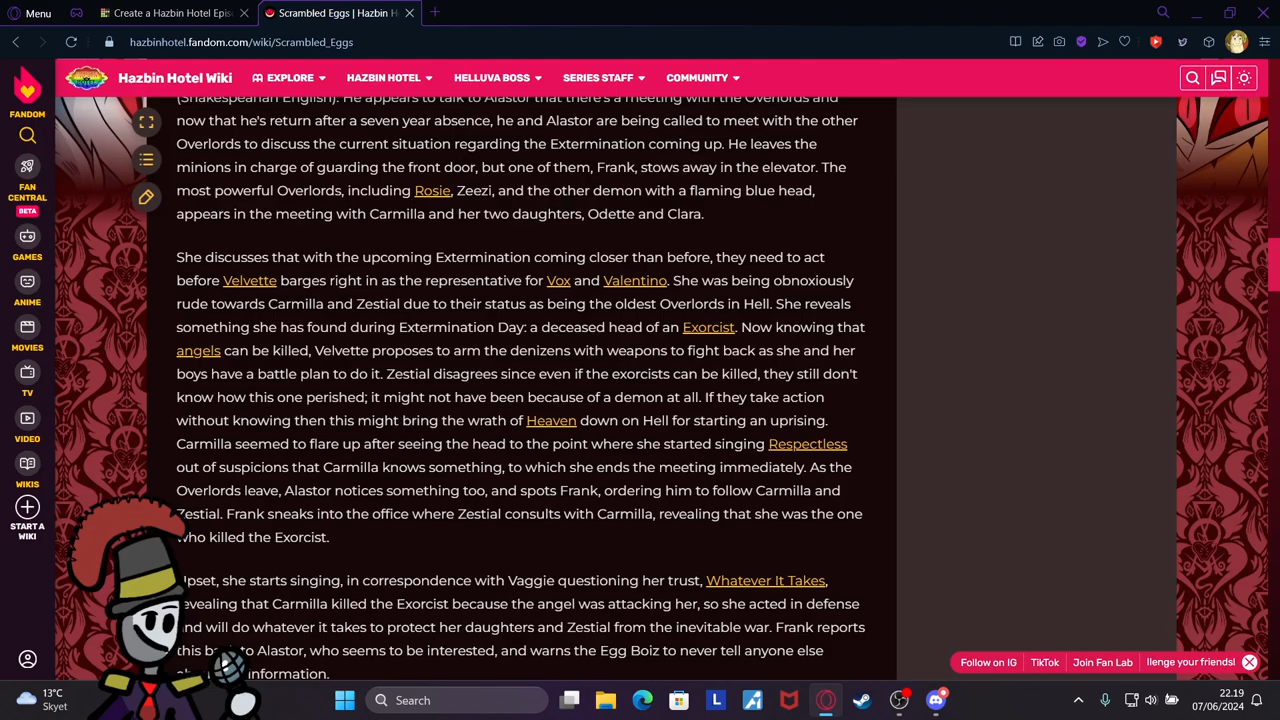 Menu
Create a Hazbin Hotel Epis
Scrambled Eggs | Hazbin H
hazbinhotel.fandom.com/wiki/Scrambled_Eggs
Hazbin Hotel Wiki
EXPLORE
HAZBIN HOTEL
HELLUVA BOSS
SERIES STAFF
COMMUNITY
FANDOM
FAN
CENTRAL
BETA
GAMES
ANIME
MOVIES
TV
VIDEO
WIKIS
START A
WIKI
(Shakespearian English). He appears to talk to Alastor that there's a meeting with the Overlords and
now that he's return after a seven year absence, he and Alastor are being called to meet with the other
Overlords to discuss the current situation regarding the Extermination coming up. He leaves the
minions in charge of guarding the front door, but one of them, Frank, stows away in the elevator. The
most powerful Overlords, including Rosie, Zeezi, and the other demon with a flaming blue head,
appears in the meeting with Carmilla and her two daughters, Odette and Clara.
She discusses that with the upcoming Extermination coming closer than before, they need to act
before Velvette barges right in as the representative for Vox and Valentino. She was being obnoxiously
rude towards Carmilla and Zestial due to their status as being the oldest Overlords in Hell. She reveals
something she has found during Extermination Day: a deceased head of an Exorcist. Now knowing that
angels can be killed, Velvette proposes to arm the denizens with weapons to fight back as she and her
boys have a battle plan to do it. Zestial disagrees since even if the exorcists can be killed, they still don't
know how this one perished; it might not have been because of a demon at all. If they take action
without knowing then this might bring the wrath of Heaven down on Hell for starting an uprising.
Carmilla seemed to flare up after seeing the head to the point where she started singing Respectless
out of suspicions that Carmilla knows something, to which she ends the meeting immediately. As the
Overlords leave, Alastor notices something too, and spots Frank, ordering him to follow Carmilla and
Zestial. Frank sneaks into the office where Zestial consults with Carmilla, revealing that she was the one
who killed the Exorcist.
Upset, she starts singing, in correspondence with Vaggie questioning her trust, Whatever It Takes,
revealing that Carmilla killed the Exorcist because the angel was attacking her, so she acted in defense
and will do whatever it takes to protect her daughters and Zestial from the inevitable war. Frank reports
this back to Alastor, who seems to be interested, and warns the Egg Boiz to never tell anyone else
information.
Follow on IG
TikTok
Join Fan Lab
llenge your friends!
13°C
Skyet
Search
L
22.19
07/06/2024